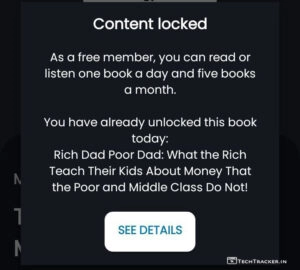 Content locked
As a free member, you can read or
listen one book a day and five books
a month.
You have already unlocked this book
today:
Rich Dad Poor Dad: What the Rich
Teach Their Kids About Money That
the Poor and Middle Class Do Not!
SEE DETAILS
TechTracker.in